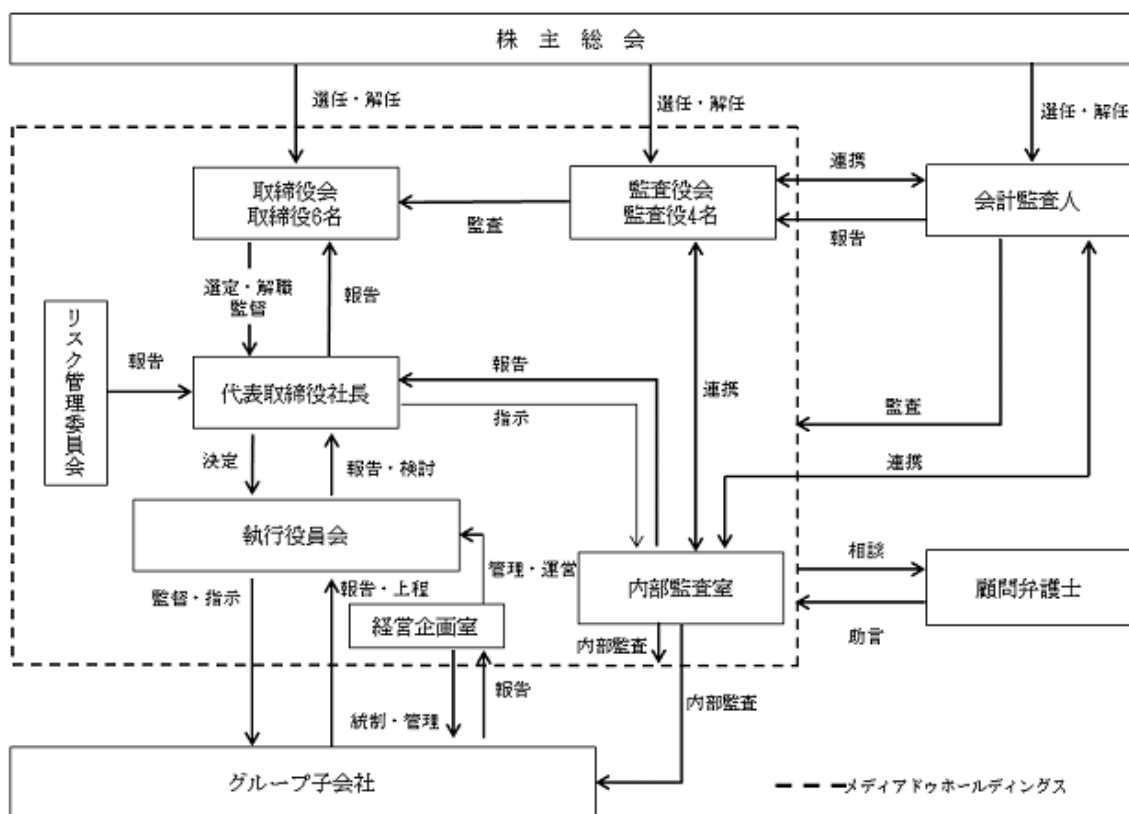 株　主　総　会
選任・解任
選任・解任
選任・解任
取締役会
取締役6名
監査役会
監査役4名
会計監査人
連携
監査
報告
選定・解職
監督
報告
リスク管理委員会
報告
代表取締役社長
報告
指示
連携
監査
決定
報告・検討
連携
執行役員会
管理・運営
内部監査室
相談
顧問弁護士
助言
監督・指示
報告・上程
経営企画室
内部監査
報告
内部監査
統制・管理
グループ子会社
メディアドゥホールディングス